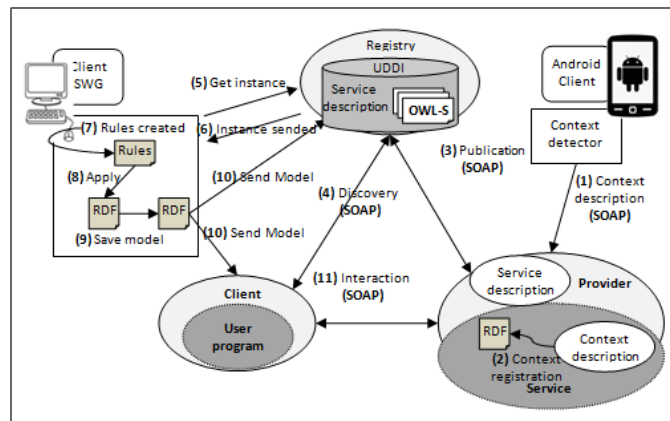 Client
SWG
Registry
UDDI
Service
description
OWL-S
Android
Client
Context
detector
(5) Get instance
(6) Instance sended
(7) Rules created
Rules
(8) Apply
RDF
RDF
(9) Save model
(10) Send Model
(10) Send Model
(4) Discovery
(SOAP)
(3) Publication
(SOAP)
(1) Context
description
(SOAP)
(11) Interaction
(SOAP)
Client
User
program
Service
description
Provider
RDF
Context
description
(2) Context
registration
Service